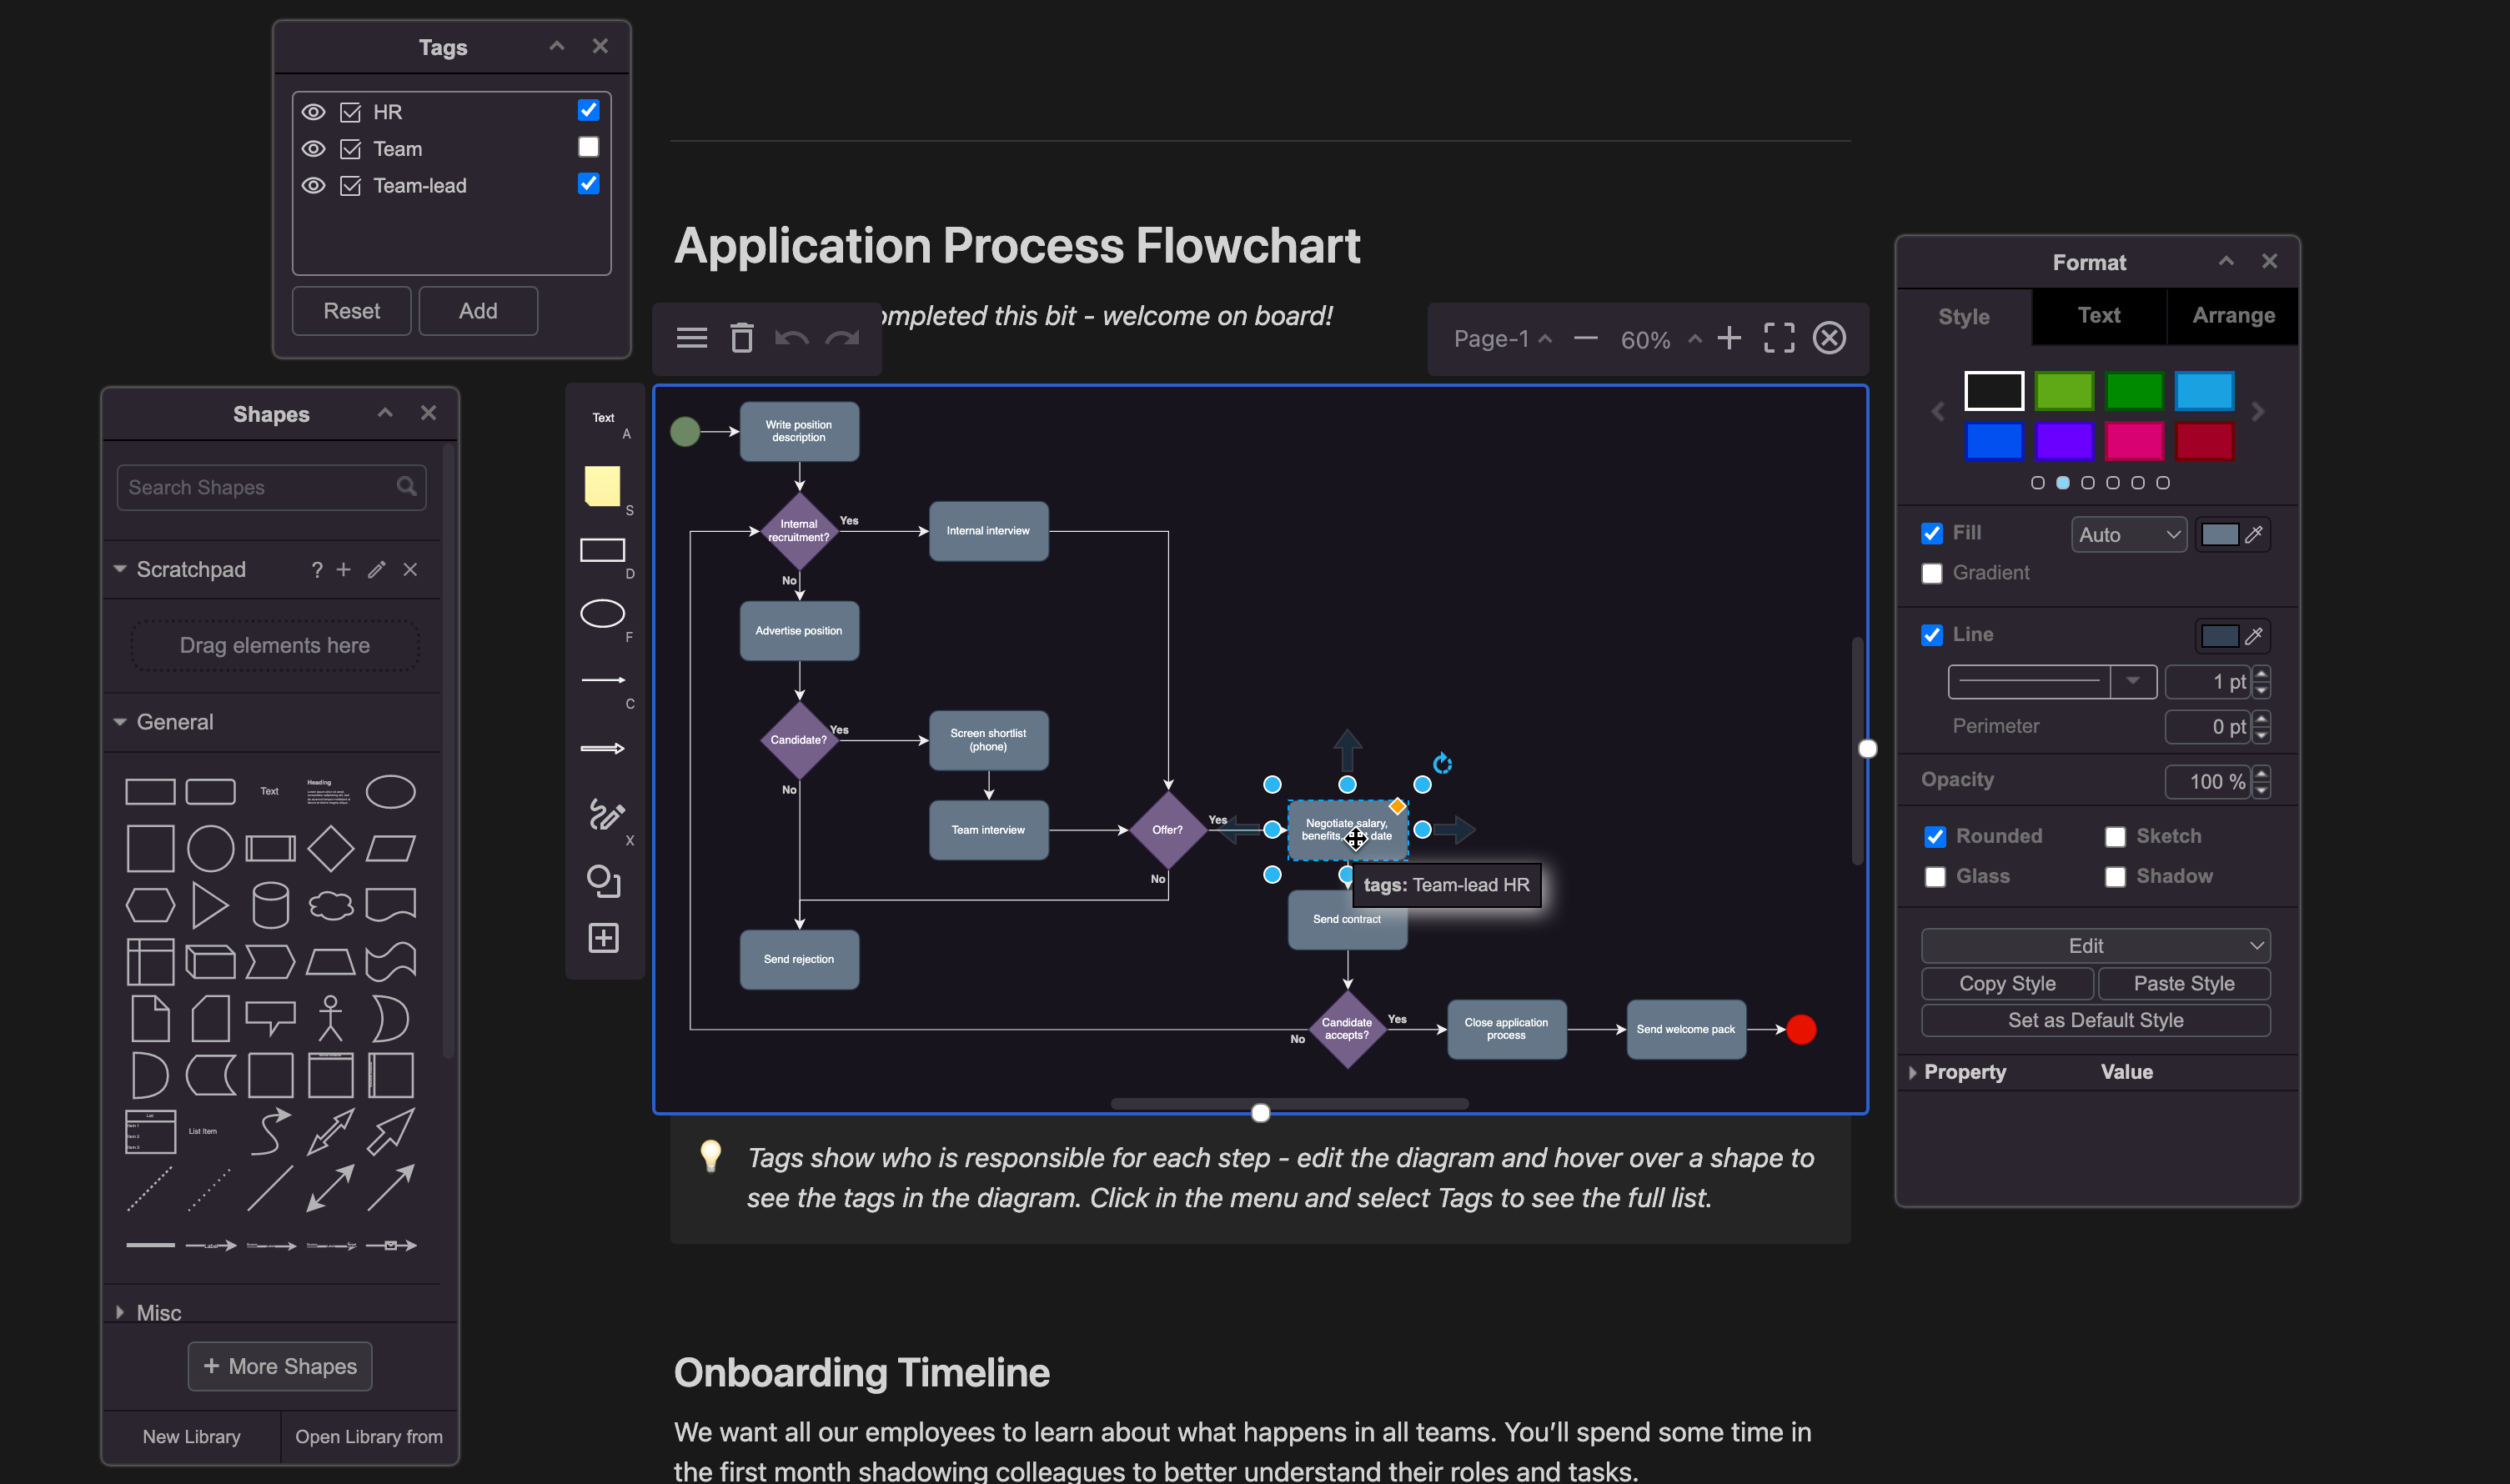 Tags
HR
Team
Team-lead
Reset
Add
Application Process Flowchart
ompleted this bit - welcome on board!
Page-1
60%
Shapes
Search Shapes
Scratchpad
?
Drag elements here
General
Text
Heading
List Item
Label
List
Item 1
Item 2
Item 3
Misc
+ More Shapes
New Library
Open Library from
Text
A
S
D
F
C
X
Write position
description
Internal
recruitment?
Yes
Internal interview
No
Advertise position
Candidate?
Yes
Screen shortlist
(phone)
No
Team interview
Offer?
Yes
Negotiate salary,
benefits, date
No
tags: Team-lead HR
Send contract
Send rejection
Candidate
accepts?
Yes
No
Close application
process
Send welcome pack
💡 Tags show who is responsible for each step - edit the diagram and hover over a shape to
see the tags in the diagram. Click in the menu and select Tags to see the full list.
Onboarding Timeline
We want all our employees to learn about what happens in all teams. You’ll spend some time in
the first month shadowing colleagues to better understand their roles and tasks.
Format
Style
Text
Arrange
Fill
Auto
Gradient
Line
1 pt
Perimeter
0 pt
Opacity
100 %
Rounded
Sketch
Glass
Shadow
Edit
Copy Style
Paste Style
Set as Default Style
Property
Value